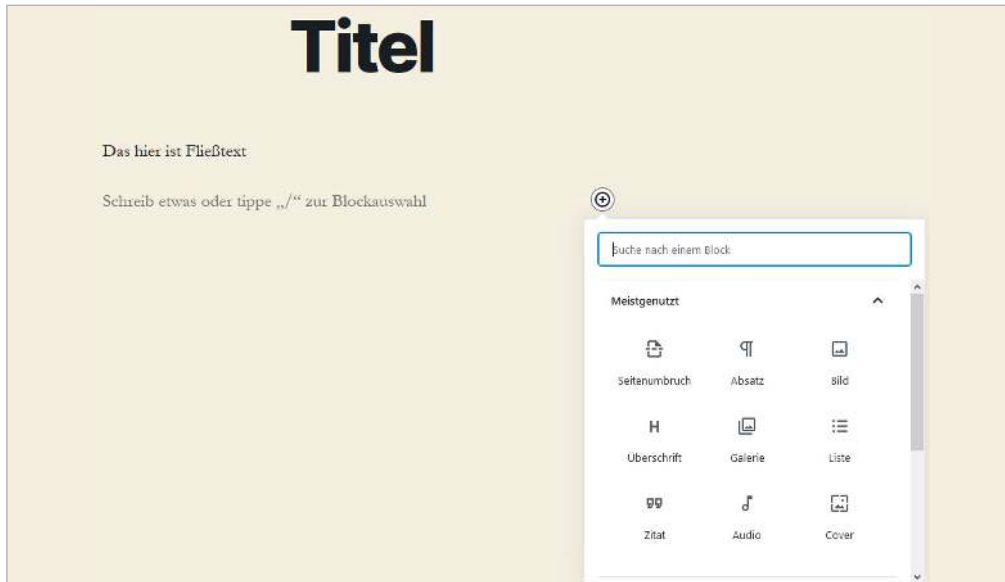 Titel
Das hier ist Fließtext
Schreib etwas oder tippe „/“ zur Blockauswahl
Suche nach einem Block
Meistgenutzt
Seitenumbruch Absatz Bild
Überschrift Galerie Liste
Zitat Audio Cover